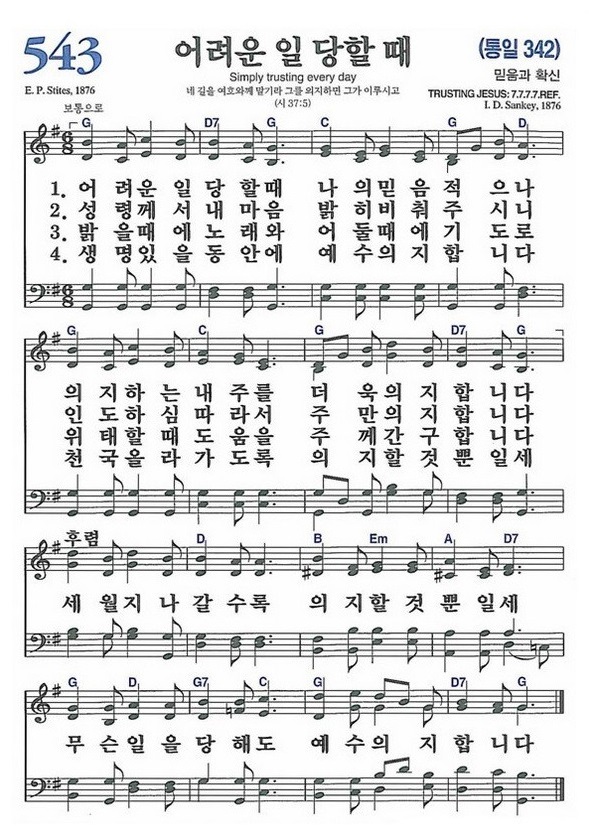 543
어려운 일 당할 때
(통일 342)
Simply trusting every day
믿음과 확신
E. P. Stites, 1876
네 길을 여호와께 맡기라 그를 의지하면 그가 이루시고
TRUSTING JESUS: 7.7.7.7.REF.
(시 37:5)
I. D. Sankey, 1876
보통으로
G D7 G C G D
6 8
1. 어 려운 일 당 할때 나 의믿 음 적 으나
2. 성 령께 서 내 마음 밝 히비 춰 주 시니
3. 밝 을때 에 노 래와 어 둘때 에 기 도로
4. 생 명있 을 동 안에 예 수의 지 합 니다
6 8
G C G D7 G
의 지하 는 내 주를 더 욱의 지 합 니다
인 도하 심 따 라서 주 만의 지 합 니다
위 태할 때 도 움을 주 께간 구 합 니다
천 국올 라 가 도록 의 지할 것 뿐 일세
후렴
D B Em A D7
세 월지 나 갈 수록 의 지할 것 뿐 일세
G D G7 C G D7 G
무 슨일 을 당 해도 예 수의 지 합 니다